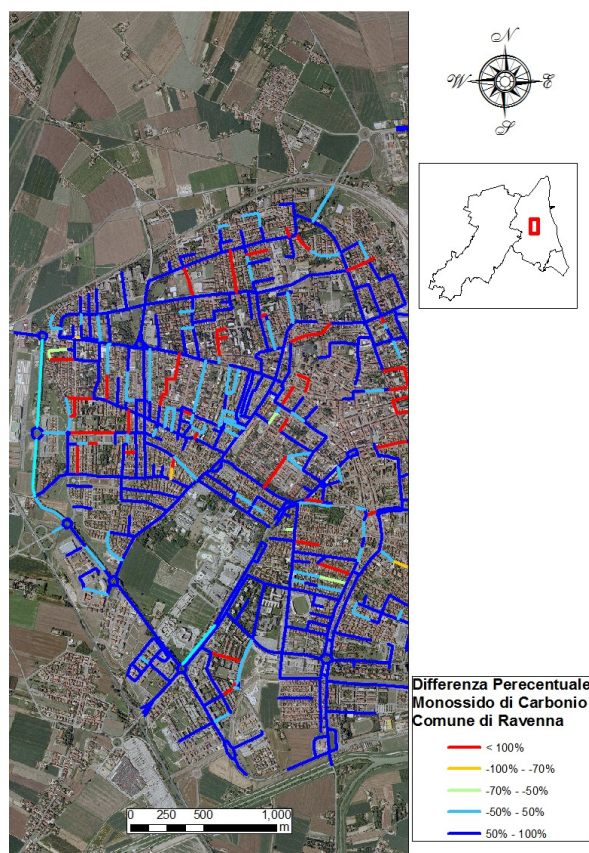 N
W
E
S
Differenza Perecentuale
Monossido di Carbonio
Comune di Ravenna
< 100%
-100% - -70%
-70% - -50%
-50% - 50%
50% - 100%
0 250 500 1,000
m